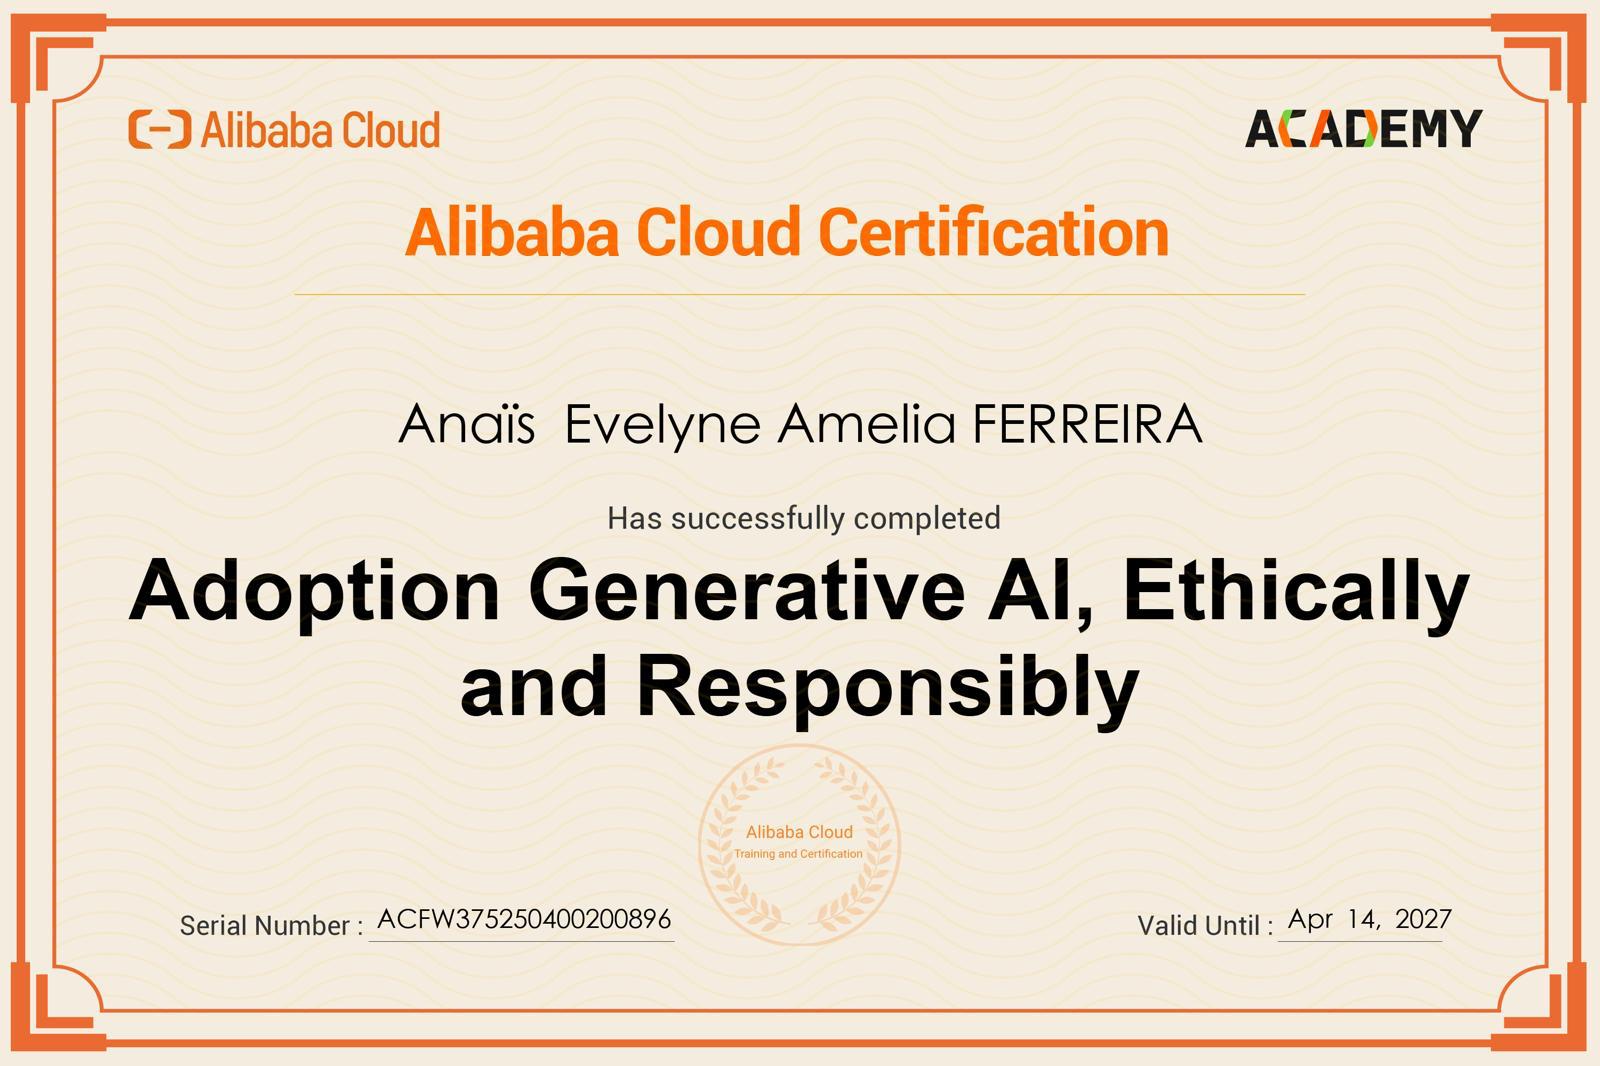 Alibaba Cloud
ACADEMY
Alibaba Cloud Certification
Anaïs Evelyne Amelia FERREIRA
Has successfully completed
Adoption Generative AI, Ethically
and Responsibly
Alibaba Cloud
Training and Certification
Serial Number : ACFW375250400200896
Valid Until : Apr 14, 2027